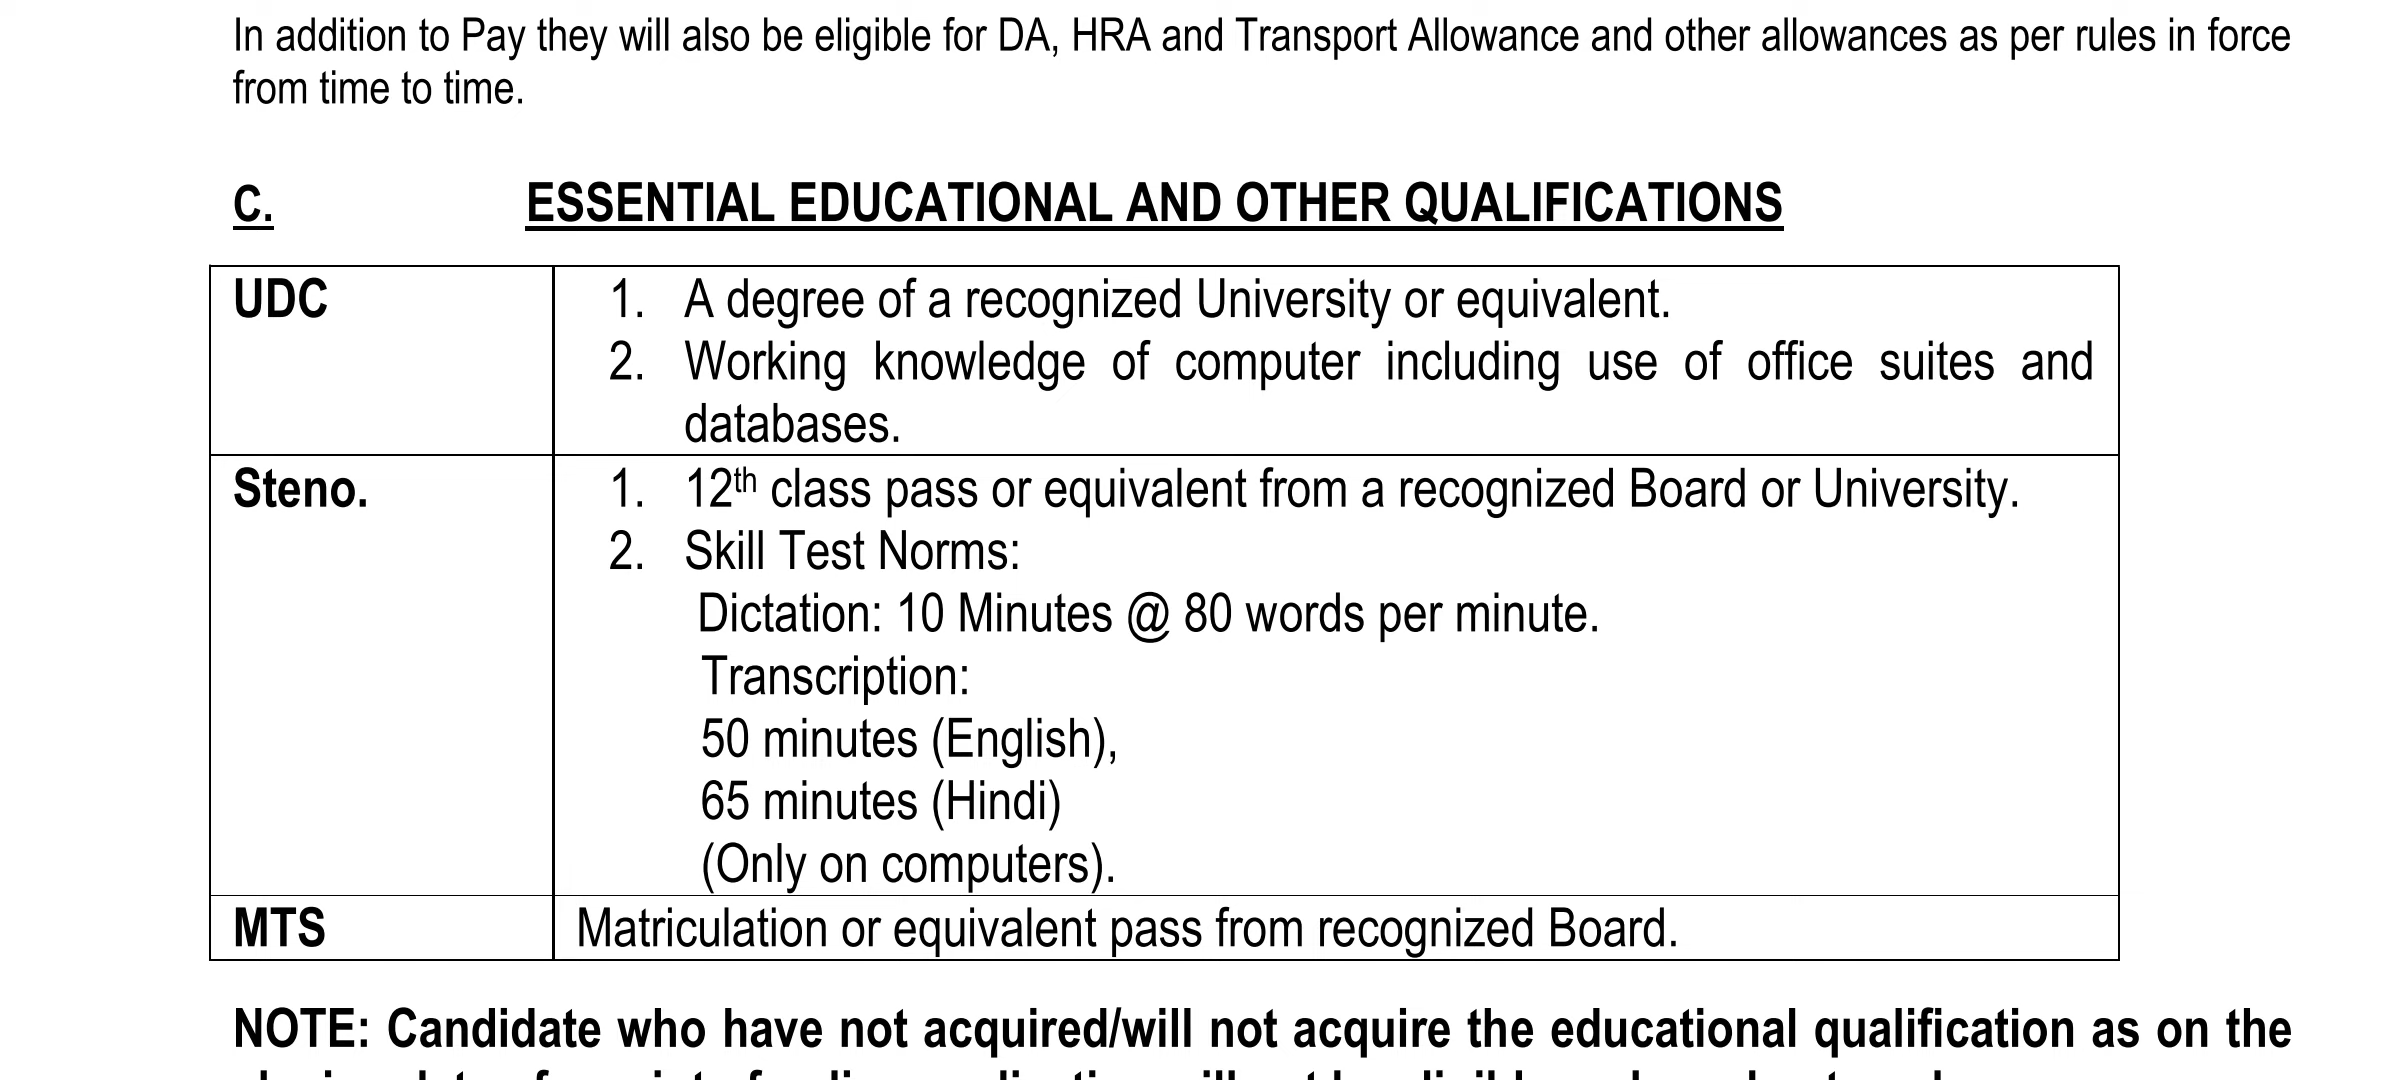 In addition to Pay they will also be eligible for DA, HRA and Transport Allowance and other allowances as per rules in force
from time to time.
C. ESSENTIAL EDUCATIONAL AND OTHER QUALIFICATIONS
UDC 1. A degree of a recognized University or equivalent.
2. Working knowledge of computer including use of office suites and
databases.
Steno. 1. 12th class pass or equivalent from a recognized Board or University.
2. Skill Test Norms:
Dictation: 10 Minutes @ 80 words per minute.
Transcription:
50 minutes (English),
65 minutes (Hindi)
(Only on computers).
MTS Matriculation or equivalent pass from recognized Board.
NOTE: Candidate who have not acquired/will not acquire the educational qualification as on the